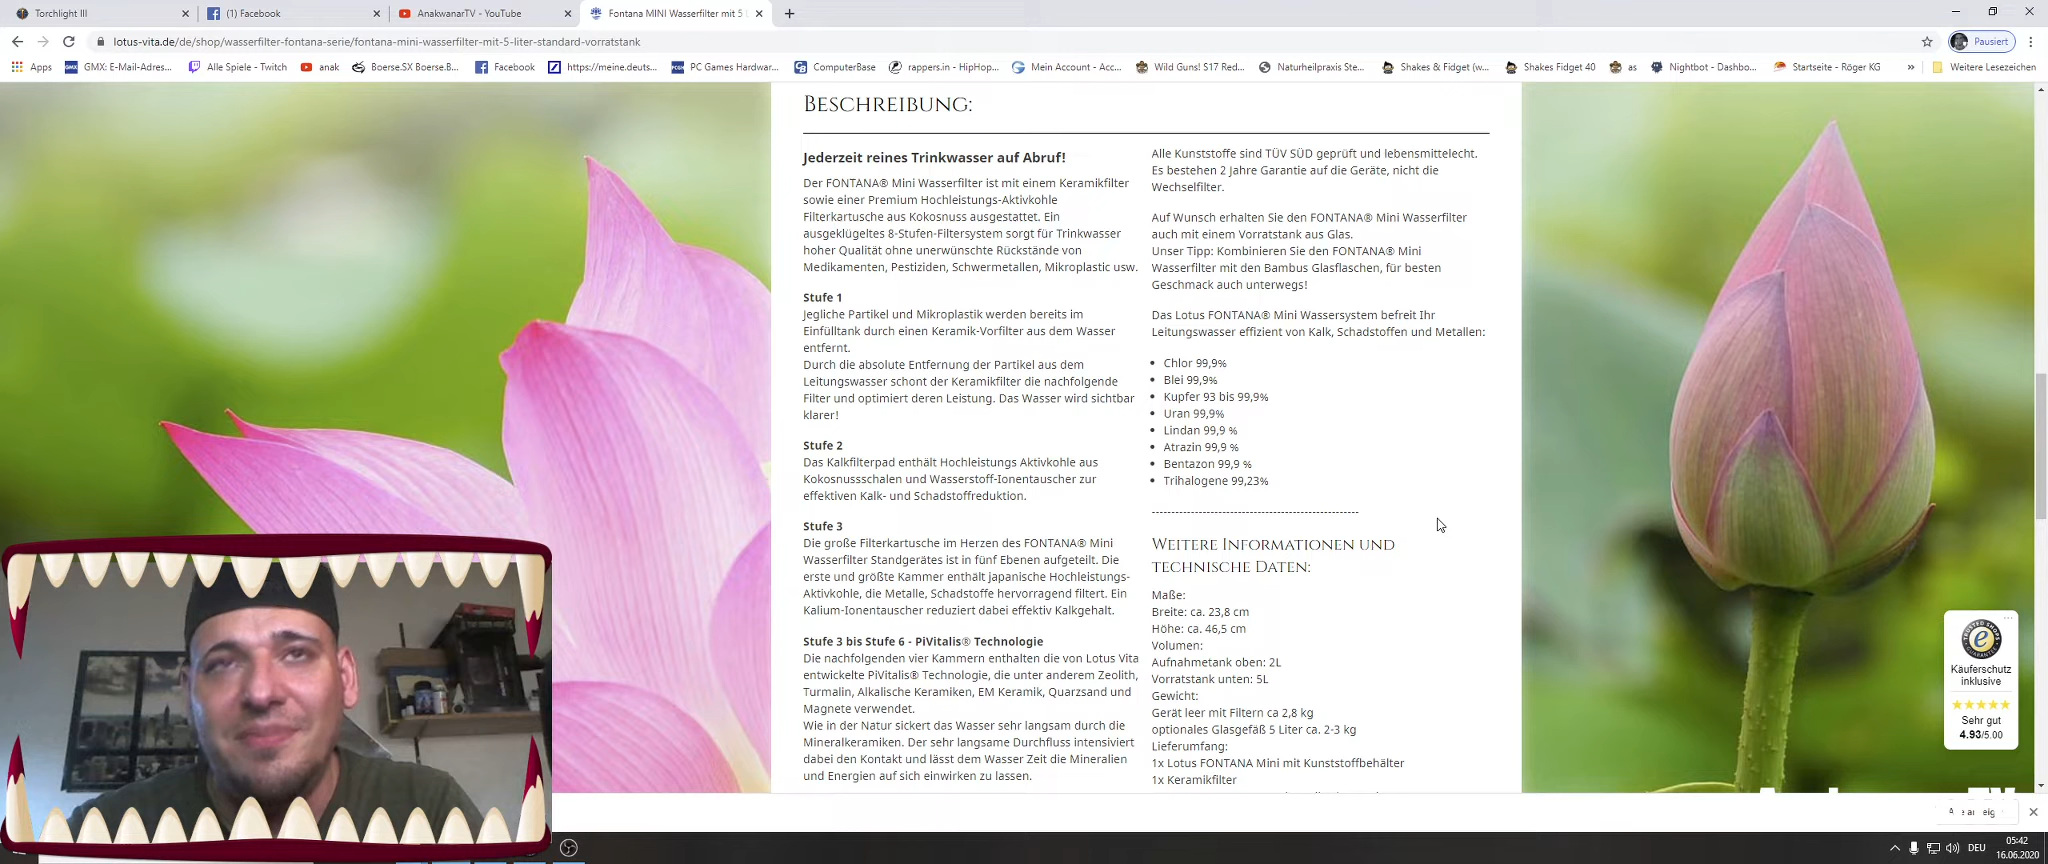 Torchlight III
(1) Facebook
AnakwanarTV - YouTube
Fontana MINI Wasserfilter mit 5
lotus-vita.de/de/shop/wasserfilter-fontana-serie/fontana-mini-wasserfilter-mit-5-liter-standard-vorratstank
Pausiert
Apps
GMX: E-Mail-Adres...
Alle Spiele - Twitch
anak
Boerse.SX Boerse.B...
Facebook
https://meine.deuts...
PC Games Hardwar...
ComputerBase
rappers.in - HipHop...
Mein Account - Acc...
Wild Guns! S17 Red...
Naturheilpraxis Ste...
Shakes & Fidget (w...
Shakes Fidget 40
as
Nightbot - Dashbo...
Startseite - Röger KG
»
Weitere Lesezeichen
Beschreibung:
Jederzeit reines Trinkwasser auf Abruf!
Der FONTANA® Mini Wasserfilter ist mit einem Keramikfilter
sowie einer Premium Hochleistungs-Aktivkohle
Filterkartusche aus Kokosnuss ausgestattet. Ein
ausgeklügeltes 8-Stufen-Filtersystem sorgt für Trinkwasser
hoher Qualität ohne unerwünschte Rückstände von
Medikamenten, Pestiziden, Schwermetallen, Mikroplastic usw.
Stufe 1
Jegliche Partikel und Mikroplastik werden bereits im
Einfülltank durch einen Keramik-Vorfilter aus dem Wasser
entfernt.
Durch die absolute Entfernung der Partikel aus dem
Leitungswasser schont der Keramikfilter die nachfolgende
Filter und optimiert deren Leistung. Das Wasser wird sichtbar
klarer!
Stufe 2
Das Kalkfilterpad enthält Hochleistungs Aktivkohle aus
Kokosnussschalen und Wasserstoff-Ionentauscher zur
effektiven Kalk- und Schadstoffreduktion.
Stufe 3
Die große Filterkartusche im Herzen des FONTANA® Mini
Wasserfilter Standgerätes ist in fünf Ebenen aufgeteilt. Die
erste und größte Kammer enthält japanische Hochleistungs-
Aktivkohle, die Metalle, Schadstoffe hervorragend filtert. Ein
Kalium-Ionentauscher reduziert dabei effektiv Kalkgehalt.
Stufe 3 bis Stufe 6 - PiVitalis® Technologie
Die nachfolgenden vier Kammern enthalten die von Lotus Vita
entwickelte PiVitalis® Technologie, die unter anderem Zeolith,
Turmalin, Alkalische Keramiken, EM Keramik, Quarzsand und
Magnete verwendet.
Wie in der Natur sickert das Wasser sehr langsam durch die
Mineralkeramiken. Der sehr langsame Durchfluss intensiviert
dabei den Kontakt und lässt dem Wasser Zeit die Mineralien
und Energien auf sich einwirken zu lassen.
Alle Kunststoffe sind TÜV SÜD geprüft und lebensmittelecht.
Es bestehen 2 Jahre Garantie auf die Geräte, nicht die
Wechselfilter.
Auf Wunsch erhalten Sie den FONTANA® Mini Wasserfilter
auch mit einem Vorratstank aus Glas.
Unser Tipp: Kombinieren Sie den FONTANA® Mini
Wasserfilter mit den Bambus Glasflaschen, für besten
Geschmack auch unterwegs!
Das Lotus FONTANA® Mini Wassersystem befreit Ihr
Leitungswasser effizient von Kalk, Schadstoffen und Metallen:
• Chlor 99,9%
• Blei 99,9%
• Kupfer 93 bis 99,9%
• Uran 99,9%
• Lindan 99,9 %
• Atrazin 99,9 %
• Bentazon 99,9 %
• Trihalogene 99,23%
----------------------------------------------------
Weitere Informationen und
technische Daten:
Maße:
Breite: ca. 23,8 cm
Höhe: ca. 46,5 cm
Volumen:
Aufnahmetank oben: 2L
Vorratstank unten: 5L
Gewicht:
Gerät leer mit Filtern ca 2,8 kg
optionales Glasgefäß 5 Liter ca. 2-3 kg
Lieferumfang:
1x Lotus FONTANA Mini mit Kunststoffbehälter
1x Keramikfilter
TRUSTED SHOPS
GUARANTEE
Käuferschutz
inklusive
Sehr gut
4.93/5.00
DEU
05:42
16.06.2020